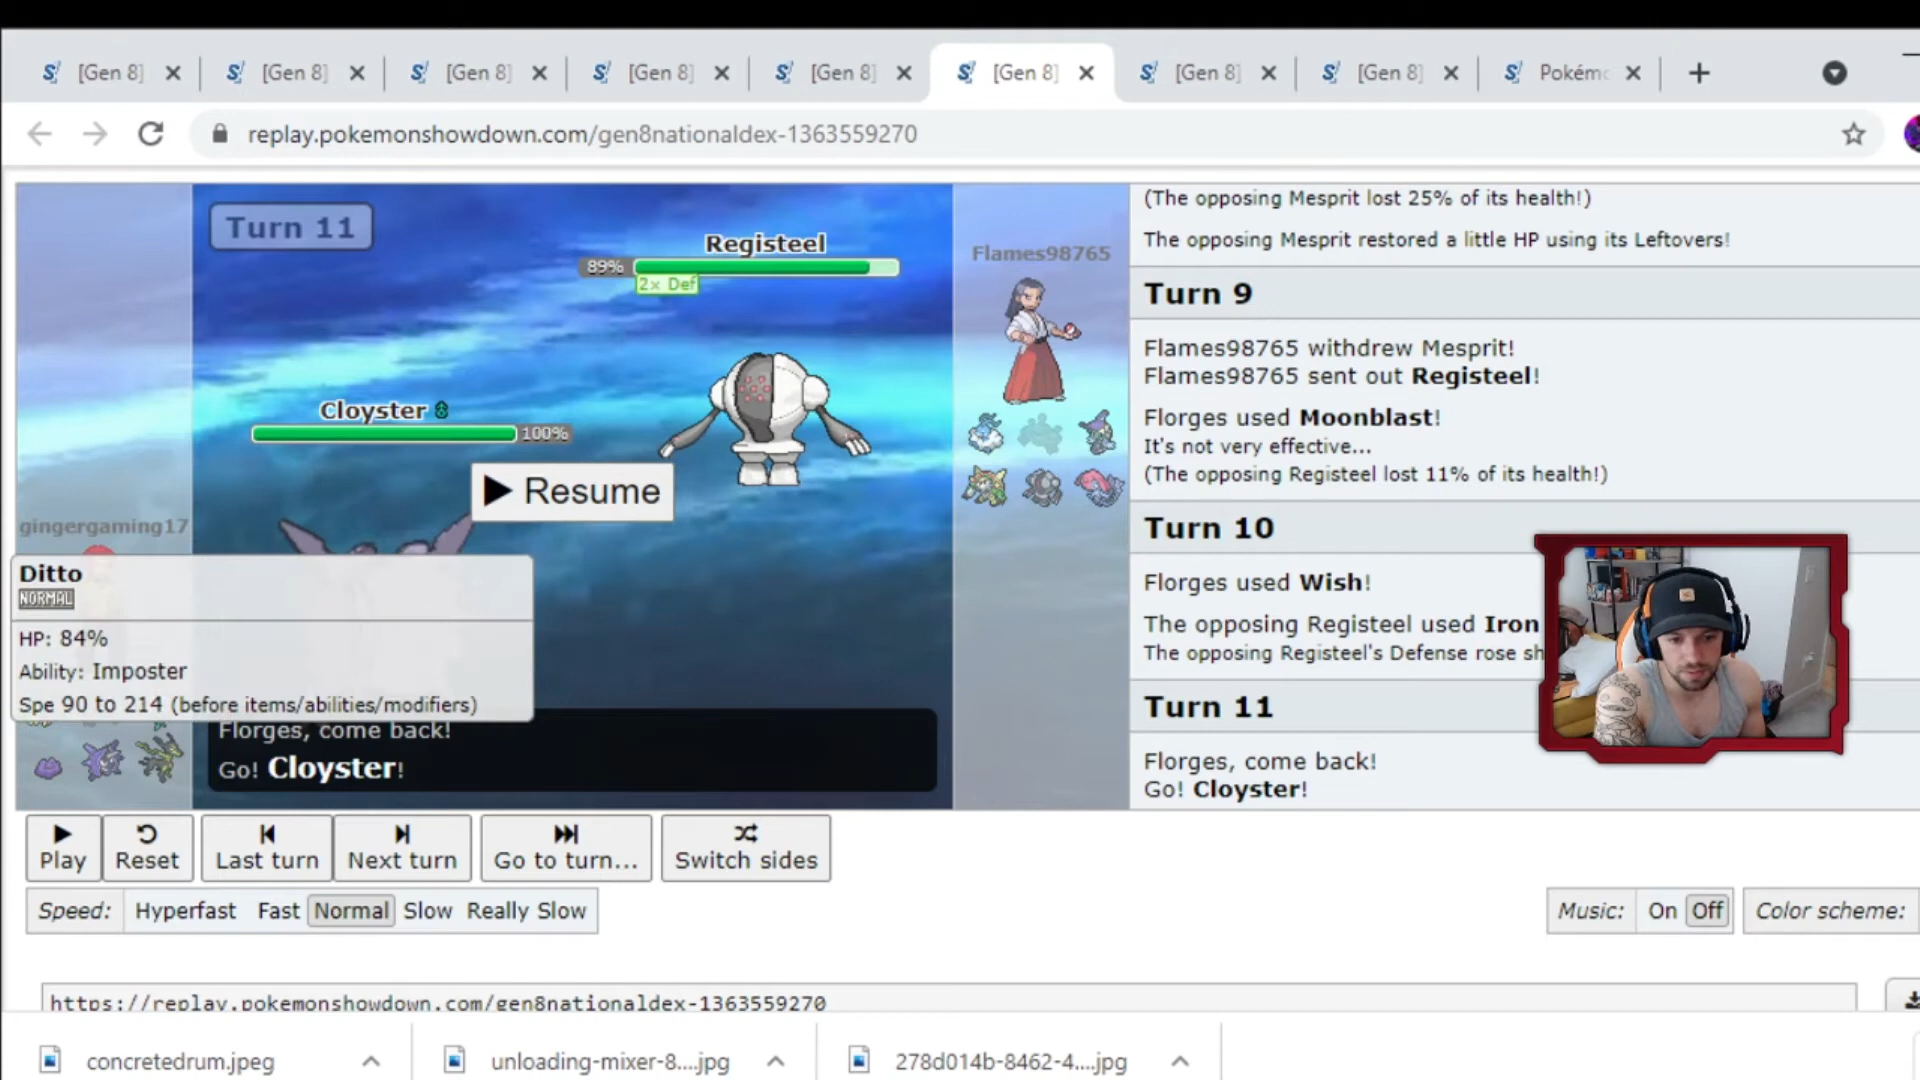 [Gen 8] [Gen 8] [Gen 8] [Gen 8] [Gen 8] [Gen 8] [Gen 8] [Gen 8] Pokémo
replay.pokemonshowdown.com/gen8nationaldex-1363559270
Turn 11
Registeel
89%
2× Def
Cloyster
100%
Resume
gingergaming17
Flames98765
Ditto
NORMAL
HP: 84%
Ability: Imposter
Spe 90 to 214 (before items/abilities/modifiers)
Florges, come back!
Go! Cloyster!
(The opposing Mesprit lost 25% of its health!)
The opposing Mesprit restored a little HP using its Leftovers!
Turn 9
Flames98765 withdrew Mesprit!
Flames98765 sent out Registeel!
Florges used Moonblast!
It's not very effective...
(The opposing Registeel lost 11% of its health!)
Turn 10
Florges used Wish!
The opposing Registeel used Iron
The opposing Registeel's Defense rose sh
Turn 11
Florges, come back!
Go! Cloyster!
Play Reset Last turn Next turn Go to turn... Switch sides
Speed: Hyperfast Fast Normal Slow Really Slow
Music: On Off Color scheme:
https://replay.pokemonshowdown.com/gen8nationaldex-1363559270
concretedrum.jpeg unloading-mixer-8....jpg 278d014b-8462-4....jpg